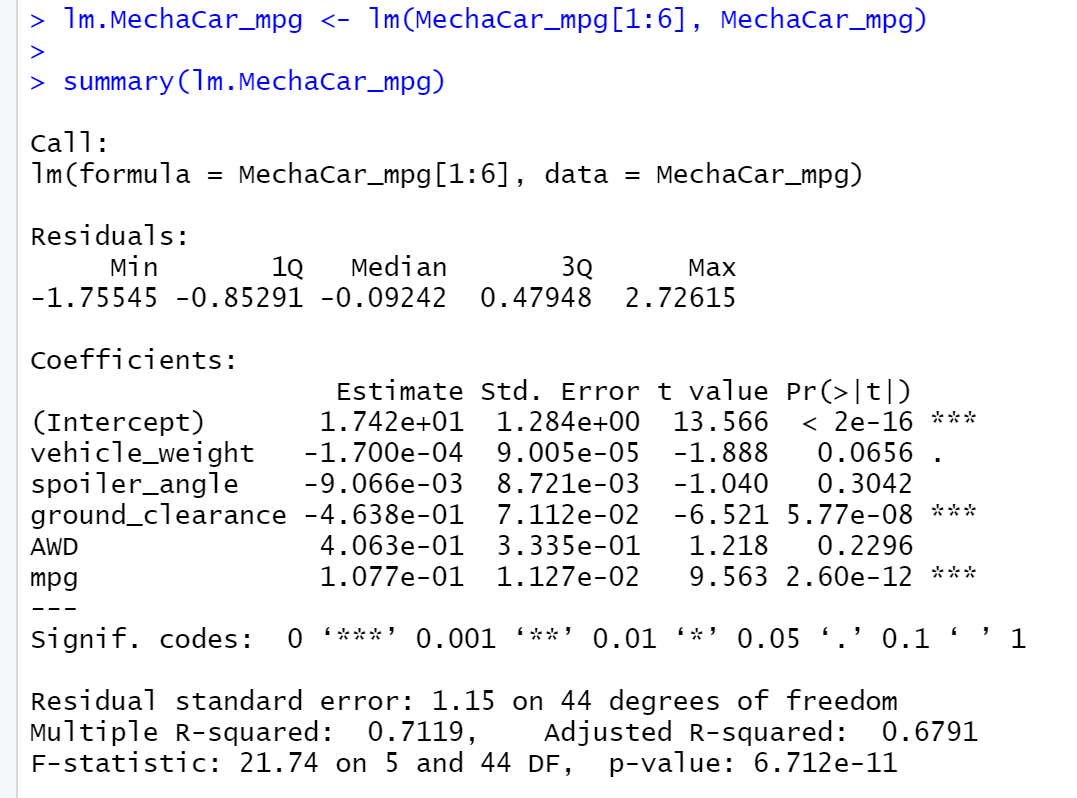 > lm.MechaCar_mpg <- lm(MechaCar_mpg[1:6], MechaCar_mpg)
>
> summary(lm.MechaCar_mpg)
Call:
lm(formula = MechaCar_mpg[1:6], data = MechaCar_mpg)
Residuals:
     Min       1Q   Median       3Q      Max
-1.75545 -0.85291 -0.09242  0.47948  2.72615
Coefficients:
                   Estimate Std. Error t value Pr(>|t|)
(Intercept)       1.742e+01  1.284e+00  13.566  < 2e-16 ***
vehicle_weight   -1.700e-04  9.005e-05  -1.888   0.0656 .
spoiler_angle    -9.066e-03  8.721e-03  -1.040   0.3042
ground_clearance -4.638e-01  7.112e-02  -6.521 5.77e-08 ***
AWD               4.063e-01  3.335e-01   1.218   0.2296
mpg               1.077e-01  1.127e-02   9.563 2.60e-12 ***
---
Signif. codes:  0 ‘***’ 0.001 ‘**’ 0.01 ‘*’ 0.05 ‘.’ 0.1 ‘ ’ 1
Residual standard error: 1.15 on 44 degrees of freedom
Multiple R-squared:  0.7119,    Adjusted R-squared:  0.6791
F-statistic: 21.74 on 5 and 44 DF,  p-value: 6.712e-11